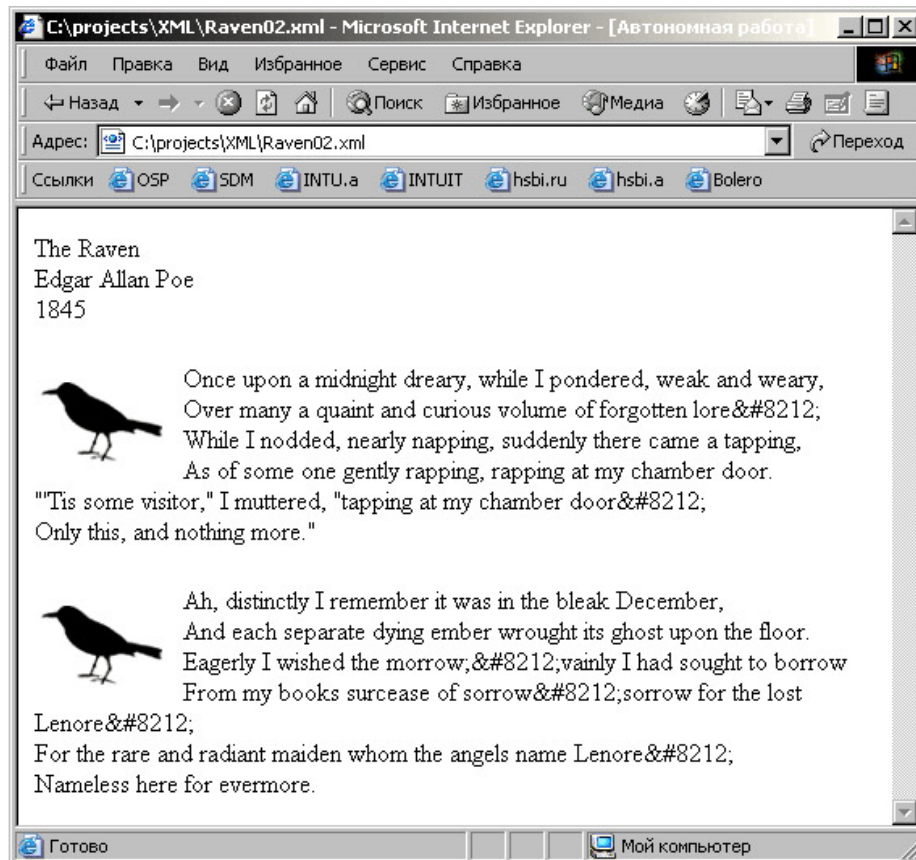 C:\projects\XML\Raven02.xml - Microsoft Internet Explorer - [Автономная работа]
Файл Правка Вид Избранное Сервис Справка
Назад Поиск Избранное Медиа
Адрес: C:\projects\XML\Raven02.xml Переход
Ссылки OSP SDM INTU.a INTUIT hsbi.ru hsbi.a Bolero
The Raven
Edgar Allan Poe
1845
Once upon a midnight dreary, while I pondered, weak and weary,
Over many a quaint and curious volume of forgotten lore&#8212;
While I nodded, nearly napping, suddenly there came a tapping,
As of some one gently rapping, rapping at my chamber door.
"'Tis some visitor," I muttered, "tapping at my chamber door&#8212;
Only this, and nothing more."
Ah, distinctly I remember it was in the bleak December,
And each separate dying ember wrought its ghost upon the floor.
Eagerly I wished the morrow;&#8212;vainly I had sought to borrow
From my books surcease of sorrow&#8212;sorrow for the lost
Lenore&#8212;
For the rare and radiant maiden whom the angels name Lenore&#8212;
Nameless here for evermore.
Готово Мой компьютер